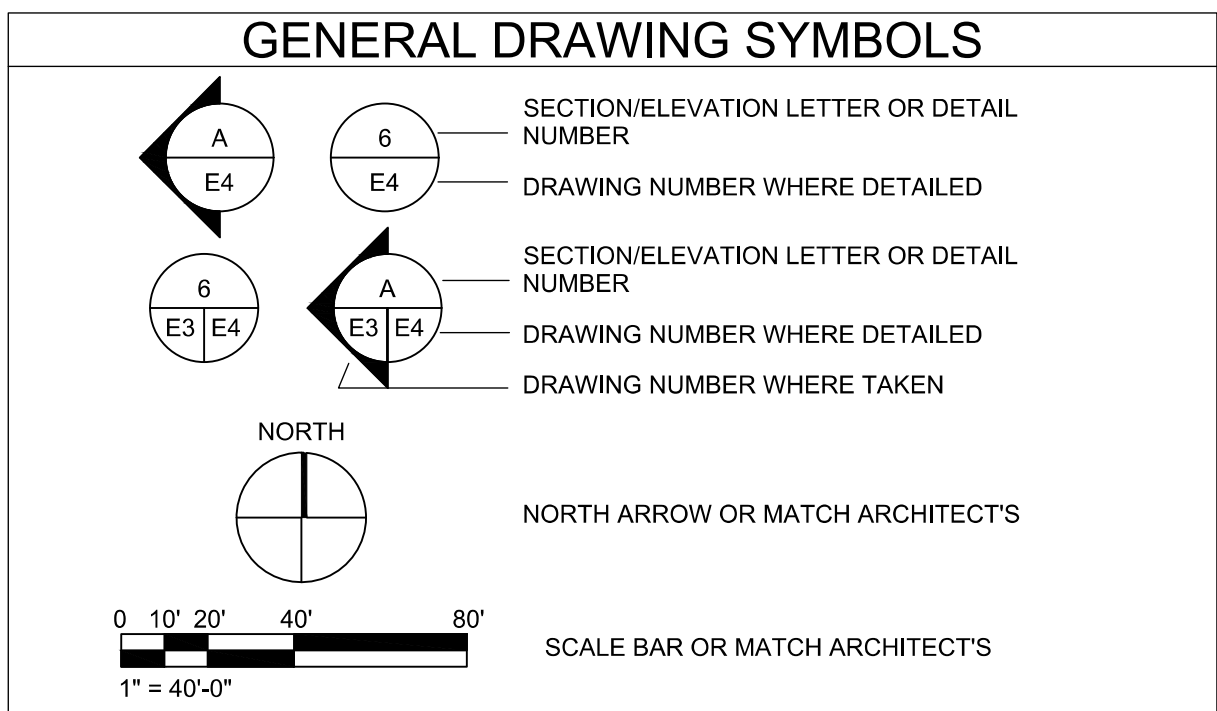 GENERAL DRAWING SYMBOLS
A
E4
6
E4
SECTION/ELEVATION LETTER OR DETAIL
NUMBER
DRAWING NUMBER WHERE DETAILED
6
E3 E4
A
E3 E4
SECTION/ELEVATION LETTER OR DETAIL
NUMBER
DRAWING NUMBER WHERE DETAILED
DRAWING NUMBER WHERE TAKEN
NORTH
NORTH ARROW OR MATCH ARCHITECT'S
0 10' 20' 40' 80'
1" = 40'-0"
SCALE BAR OR MATCH ARCHITECT'S